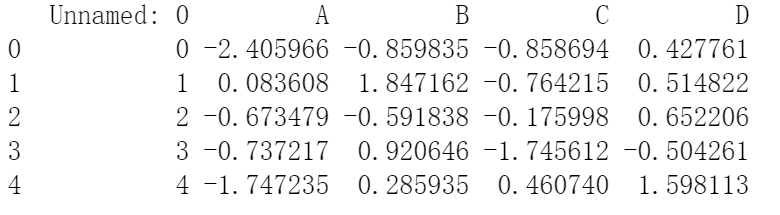 Unnamed: 0 A B C D
0 0 -2.405966 -0.859835 -0.858694 0.427761
1 1 0.083608 1.847162 -0.764215 0.514822
2 2 -0.673479 -0.591838 -0.175998 0.652206
3 3 -0.737217 0.920646 -1.745612 -0.504261
4 4 -1.747235 0.285935 0.460740 1.598113